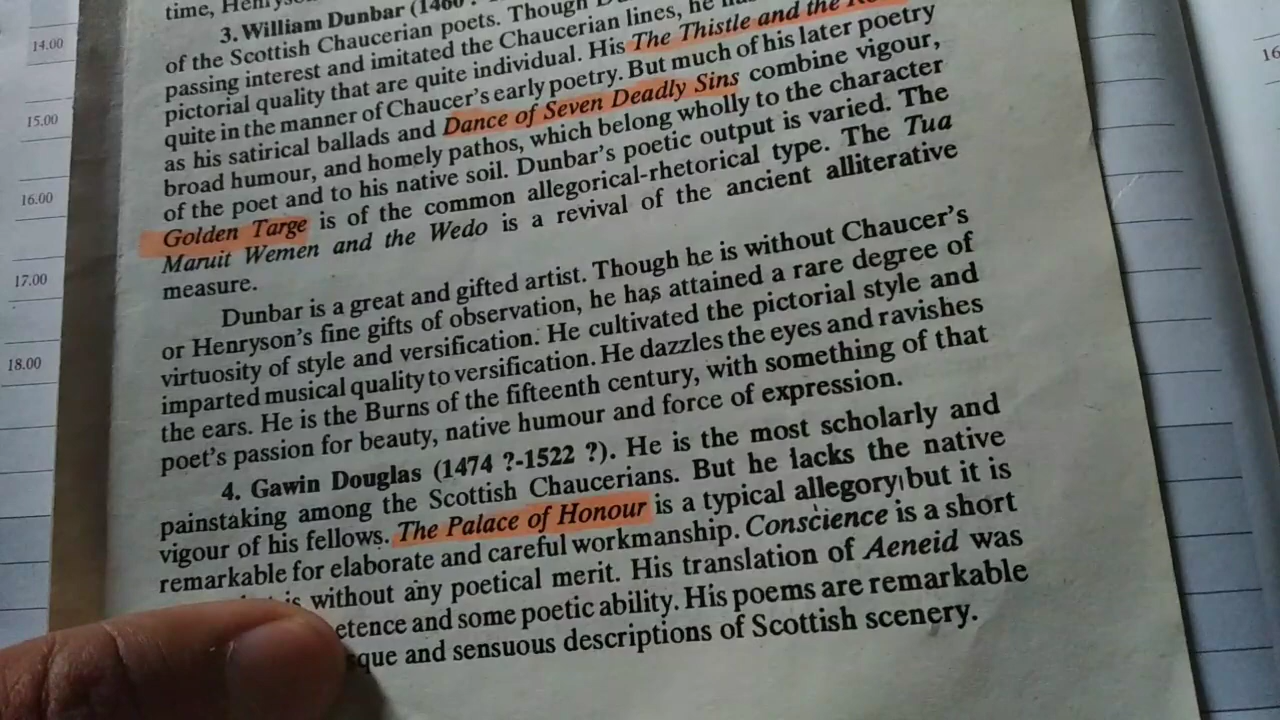 14.00
15.00
16.00
17.00
18.00
16
time,
3. William Dunbar (1460
of the Scottish Chaucerian poets. Though
passing interest and imitated the Chaucerian lines, he
pictorial quality that are quite individual. His The Thistle and the
quite in the manner of Chaucer's early poetry. But much of his later poetry
as his satirical ballads and Dance of Seven Deadly Sins combine vigour,
broad humour, and homely pathos, which belong wholly to the character
of the poet and to his native soil. Dunbar's poetic output is varied. The
Golden Targe is of the common allegorical-rhetorical type. The Tua
Maruit Wemen and the Wedo is a revival of the ancient alliterative
measure.
Dunbar is a great and gifted artist. Though he is without Chaucer's
or Henryson's fine gifts of observation, he has attained a rare degree of
virtuosity of style and versification. He cultivated the pictorial style and
imparted musical quality to versification. He dazzles the eyes and ravishes
the ears. He is the Burns of the fifteenth century, with something of that
poet's passion for beauty, native humour and force of expression.
4. Gawin Douglas (1474 ?-1522 ?). He is the most scholarly and
painstaking among the Scottish Chaucerians. But he lacks the native
vigour of his fellows. The Palace of Honour is a typical allegory, but it is
remarkable for elaborate and careful workmanship. Conscience is a short
is without any poetical merit. His translation of Aeneid was
etence and some poetic ability. His poems are remarkable
sque and sensuous descriptions of Scottish scenery.